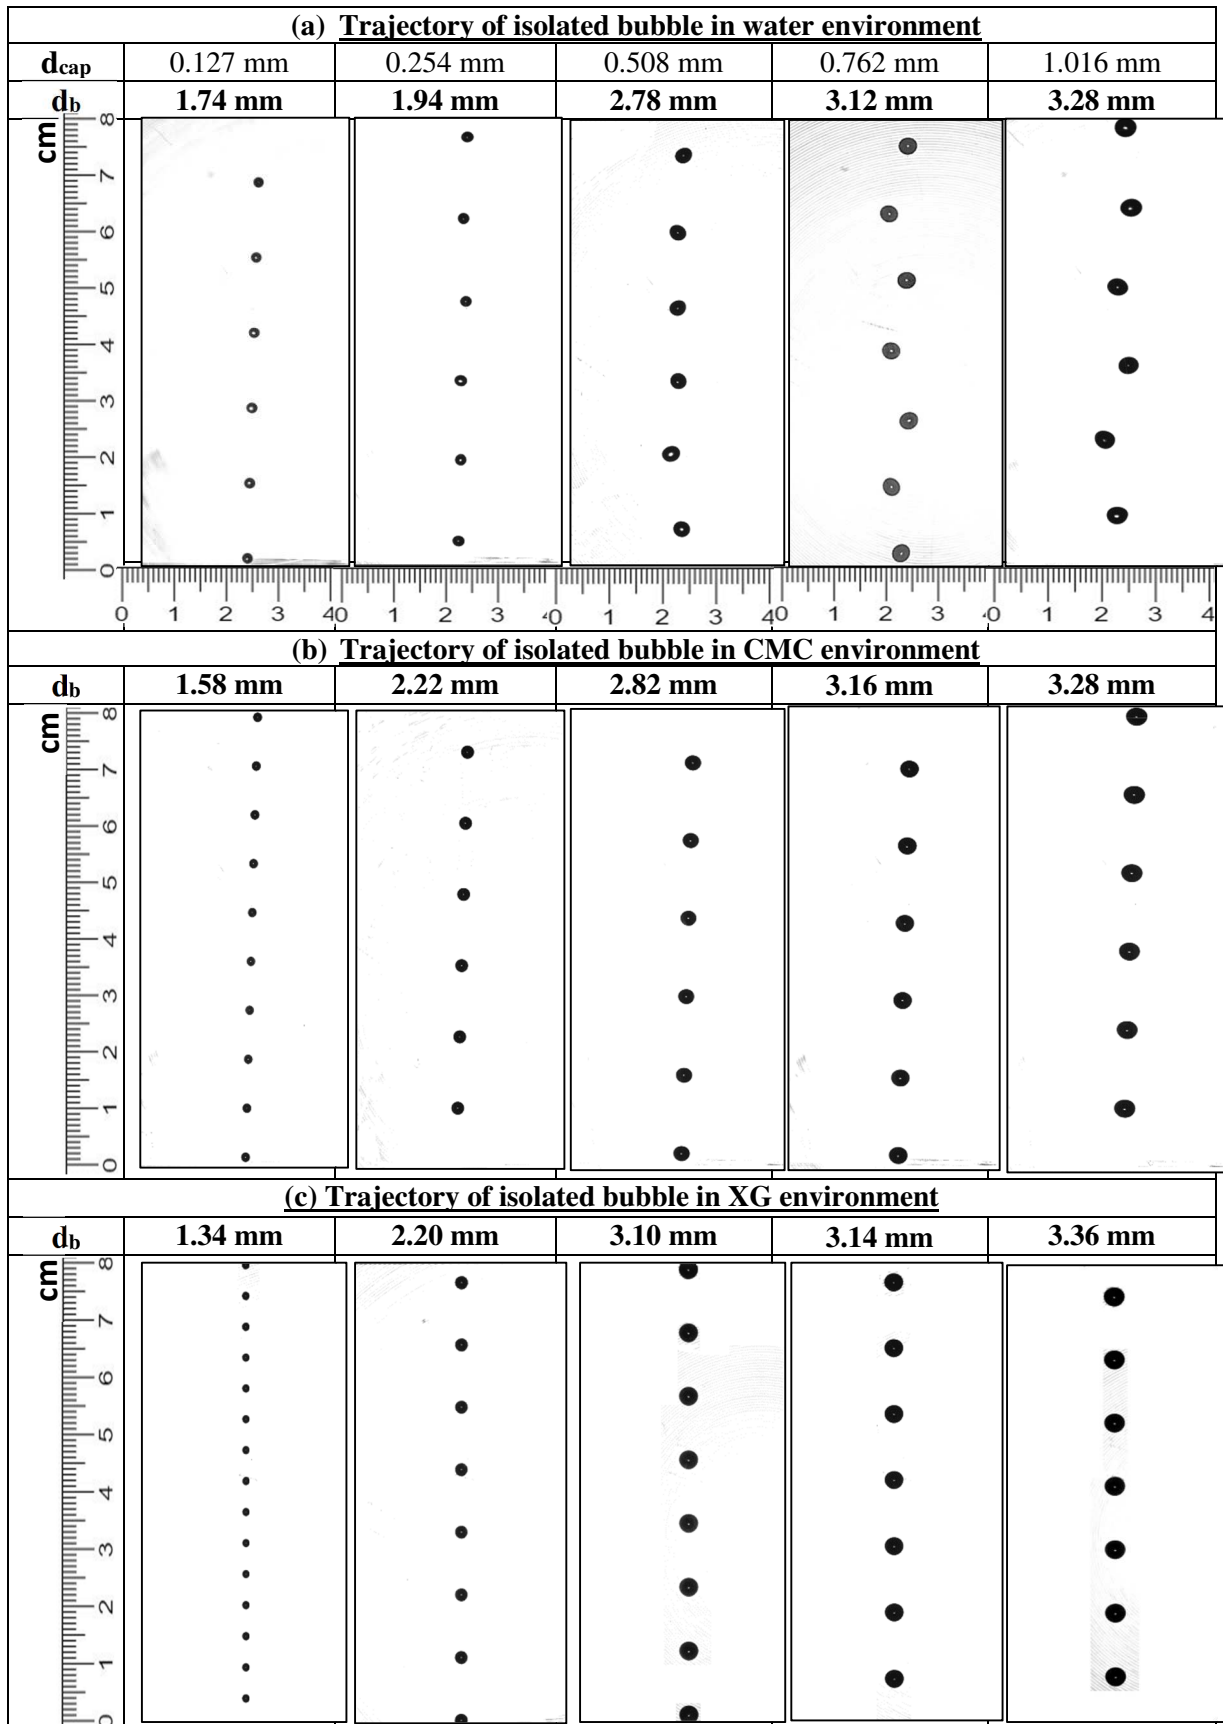 (a) Trajectory of isolated bubble in water environment
dcap 0.127 mm 0.254 mm 0.508 mm 0.762 mm 1.016 mm
db 1.74 mm 1.94 mm 2.78 mm 3.12 mm 3.28 mm
cm
8
7
6
5
4
3
2
1
0
0 1 2 3 4 0 1 2 3 0 1 2 3 4 0 1 2 3 0 1 2 3 4
(b) Trajectory of isolated bubble in CMC environment
db 1.58 mm 2.22 mm 2.82 mm 3.16 mm 3.28 mm
cm
8
7
6
5
4
3
2
1
0
(c) Trajectory of isolated bubble in XG environment
db 1.34 mm 2.20 mm 3.10 mm 3.14 mm 3.36 mm
cm
8
7
6
5
4
3
2
1
0